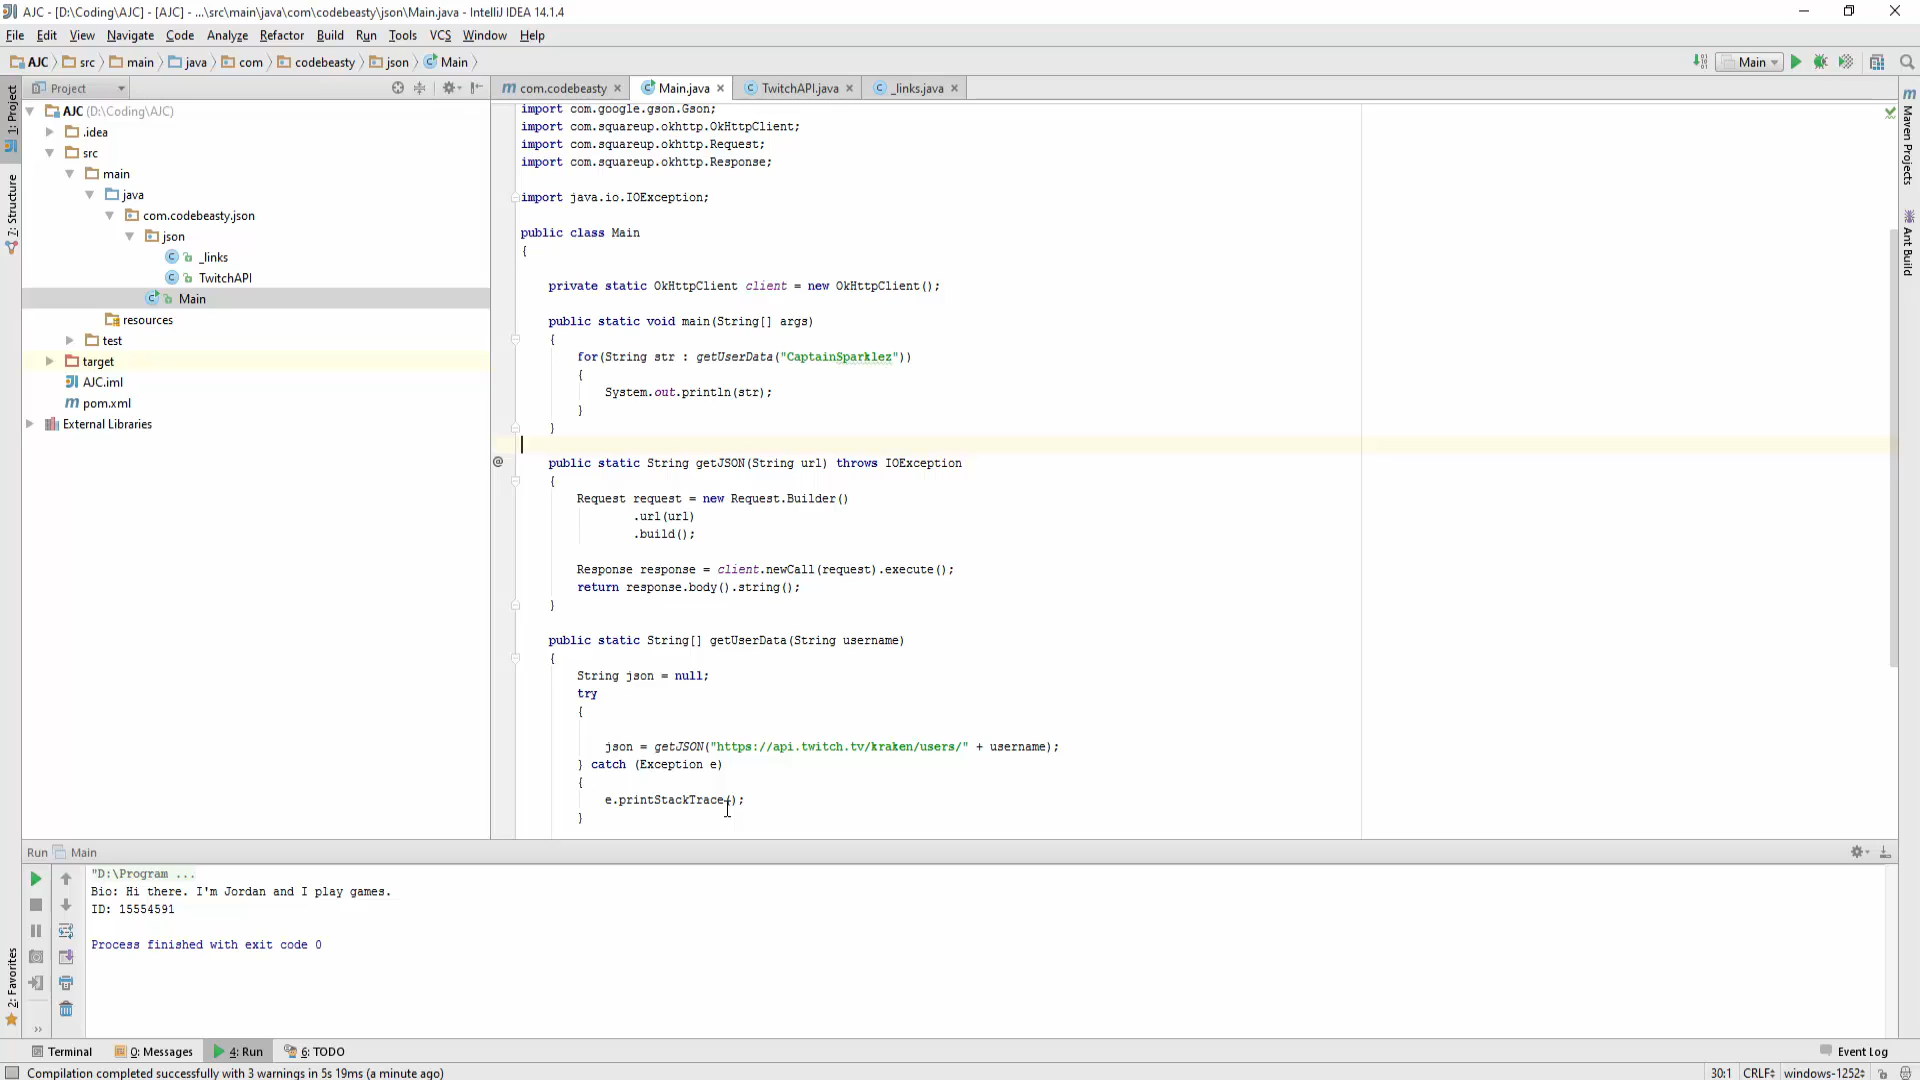 AJC - [D:\Coding\AJC] - [AJC] - ...\src\main\java\com\codebeasty\json\Main.java - IntelliJ IDEA 14.1.4
File Edit View Navigate Code Analyze Refactor Build Run Tools VCS Window Help
AJC src main java com codebeasty json Main
Main
Project
com.codebeasty Main.java TwitchAPI.java _links.java
1: Project
7: Structure
2: Favorites
AJC (D:\Coding\AJC)
.idea
src
main
java
com.codebeasty.json
json
_links
TwitchAPI
Main
resources
test
target
AJC.iml
pom.xml
External Libraries
import com.google.gson.Gson;
import com.squareup.okhttp.OkHttpClient;
import com.squareup.okhttp.Request;
import com.squareup.okhttp.Response;
import java.io.IOException;
public class Main
{
private static OkHttpClient client = new OkHttpClient();
public static void main(String[] args)
{
for(String str : getUserData("CaptainSparklez"))
{
System.out.println(str);
}
}
@
public static String getJSON(String url) throws IOException
{
Request request = new Request.Builder()
.url(url)
.build();
Response response = client.newCall(request).execute();
return response.body().string();
}
public static String[] getUserData(String username)
{
String json = null;
try
{
json = getJSON("https://api.twitch.tv/kraken/users/" + username);
} catch (Exception e)
{
e.printStackTrace();
}
Maven Projects
Ant Build
Run Main
"D:\Program ...
Bio: Hi there. I'm Jordan and I play games.
ID: 15554591
Process finished with exit code 0
Terminal 0: Messages 4: Run 6: TODO Event Log
Compilation completed successfully with 3 warnings in 5s 19ms (a minute ago) 30:1 CRLF windows-1252